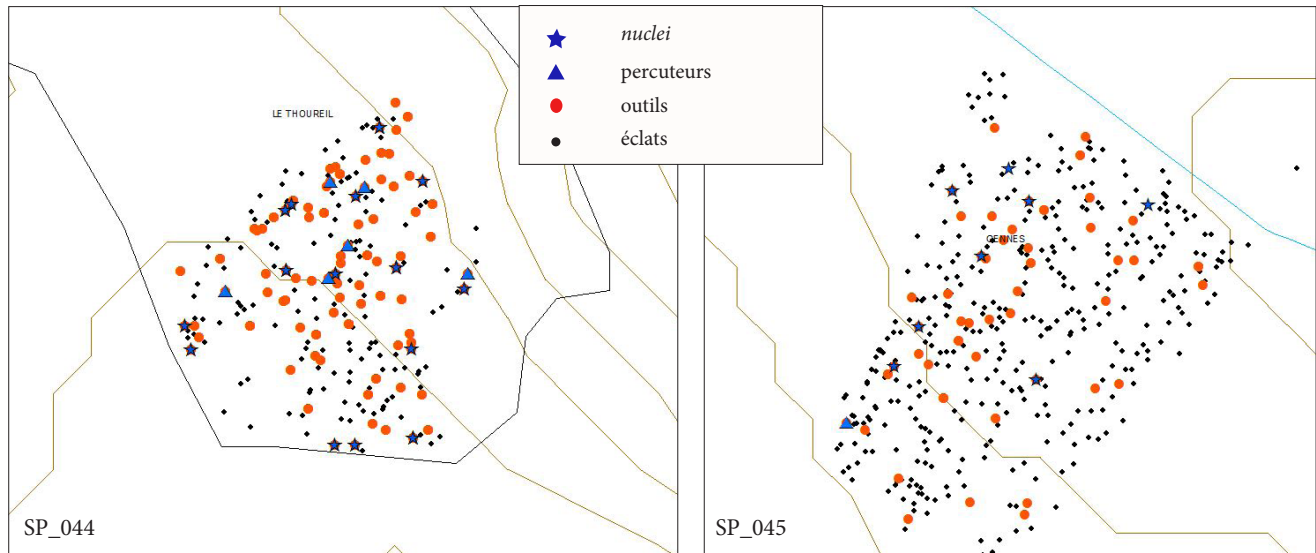 nuclei
percuteurs
outils
éclats
LE THOUREIL
GENNES
SP_044
SP_045